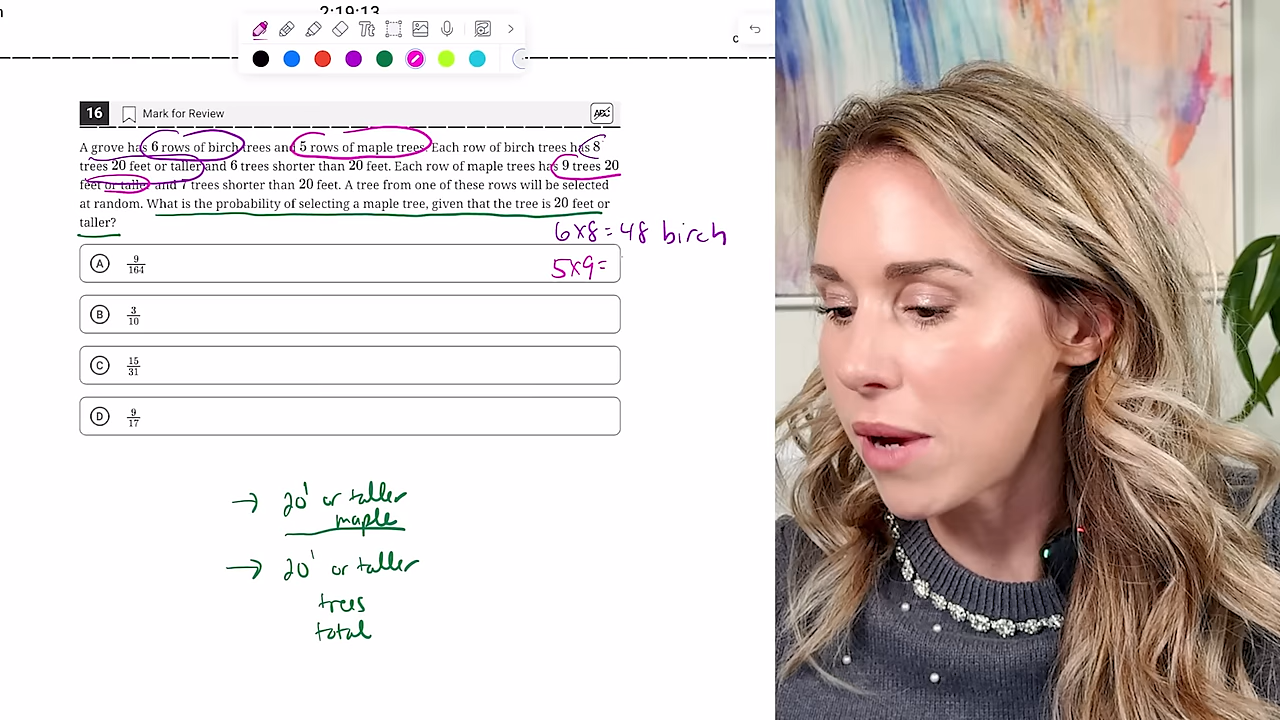 2:19:13
16 Mark for Review ABC
A grove has 6 rows of birch trees and 5 rows of maple trees. Each row of birch trees has 8
trees 20 feet or taller and 6 trees shorter than 20 feet. Each row of maple trees has 9 trees 20
feet or taller and 7 trees shorter than 20 feet. A tree from one of these rows will be selected
at random. What is the probability of selecting a maple tree, given that the tree is 20 feet or
taller?
6x8=48 birch
5x9=
A 9/164
B 3/10
C 15/31
D 9/17
→ 20' or taller
maple
→ 20' or taller
trees
total